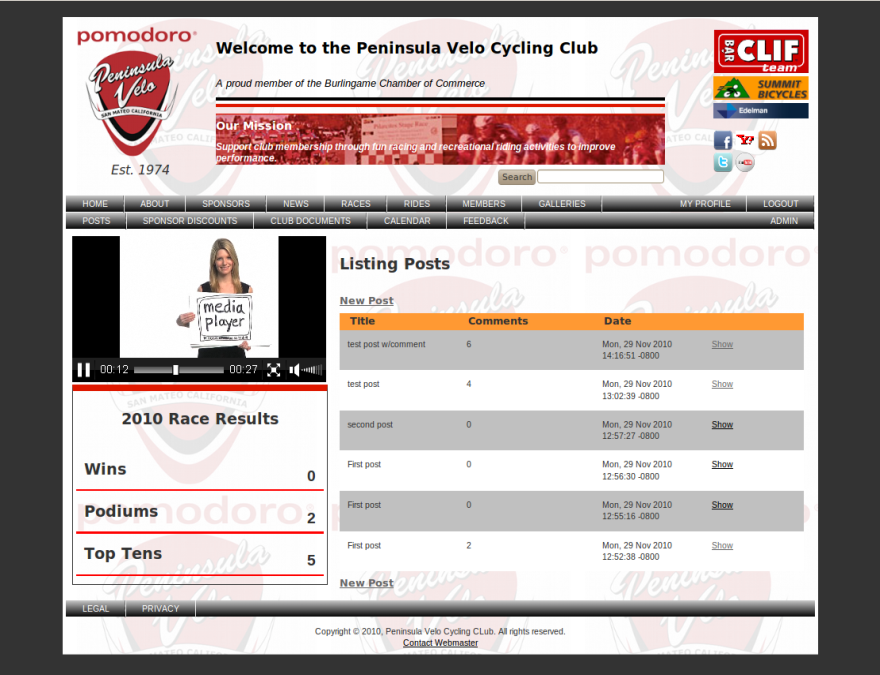 pomodoro
Peninsula
Velo
SAN MATEO CALIFORNIA
Est. 1974
Welcome to the Peninsula Velo Cycling Club
A proud member of the Burlingame Chamber of Commerce
Our Mission
Support club membership through fun racing and recreational riding activities to improve
performance.
Search
CLIF
BAR
team
SUMMIT
BICYCLES
Edelman
HOME ABOUT SPONSORS NEWS RACES RIDES MEMBERS GALLERIES MY PROFILE LOGOUT
POSTS SPONSOR DISCOUNTS CLUB DOCUMENTS CALENDAR FEEDBACK ADMIN
media
player
00:12 00:27
2010 Race Results
Wins 0
Podiums 2
Top Tens 5
Listing Posts
New Post
Title Comments Date
test post w/comment 6 Mon, 29 Nov 2010 Show
14:16:51 -0800
test post 4 Mon, 29 Nov 2010 Show
13:02:39 -0800
second post 0 Mon, 29 Nov 2010 Show
12:57:27 -0800
First post 0 Mon, 29 Nov 2010 Show
12:56:30 -0800
First post 0 Mon, 29 Nov 2010 Show
12:55:16 -0800
First post 2 Mon, 29 Nov 2010 Show
12:52:38 -0800
New Post
LEGAL PRIVACY
Copyright © 2010, Peninsula Velo Cycling CLub. All rights reserved.
Contact Webmaster